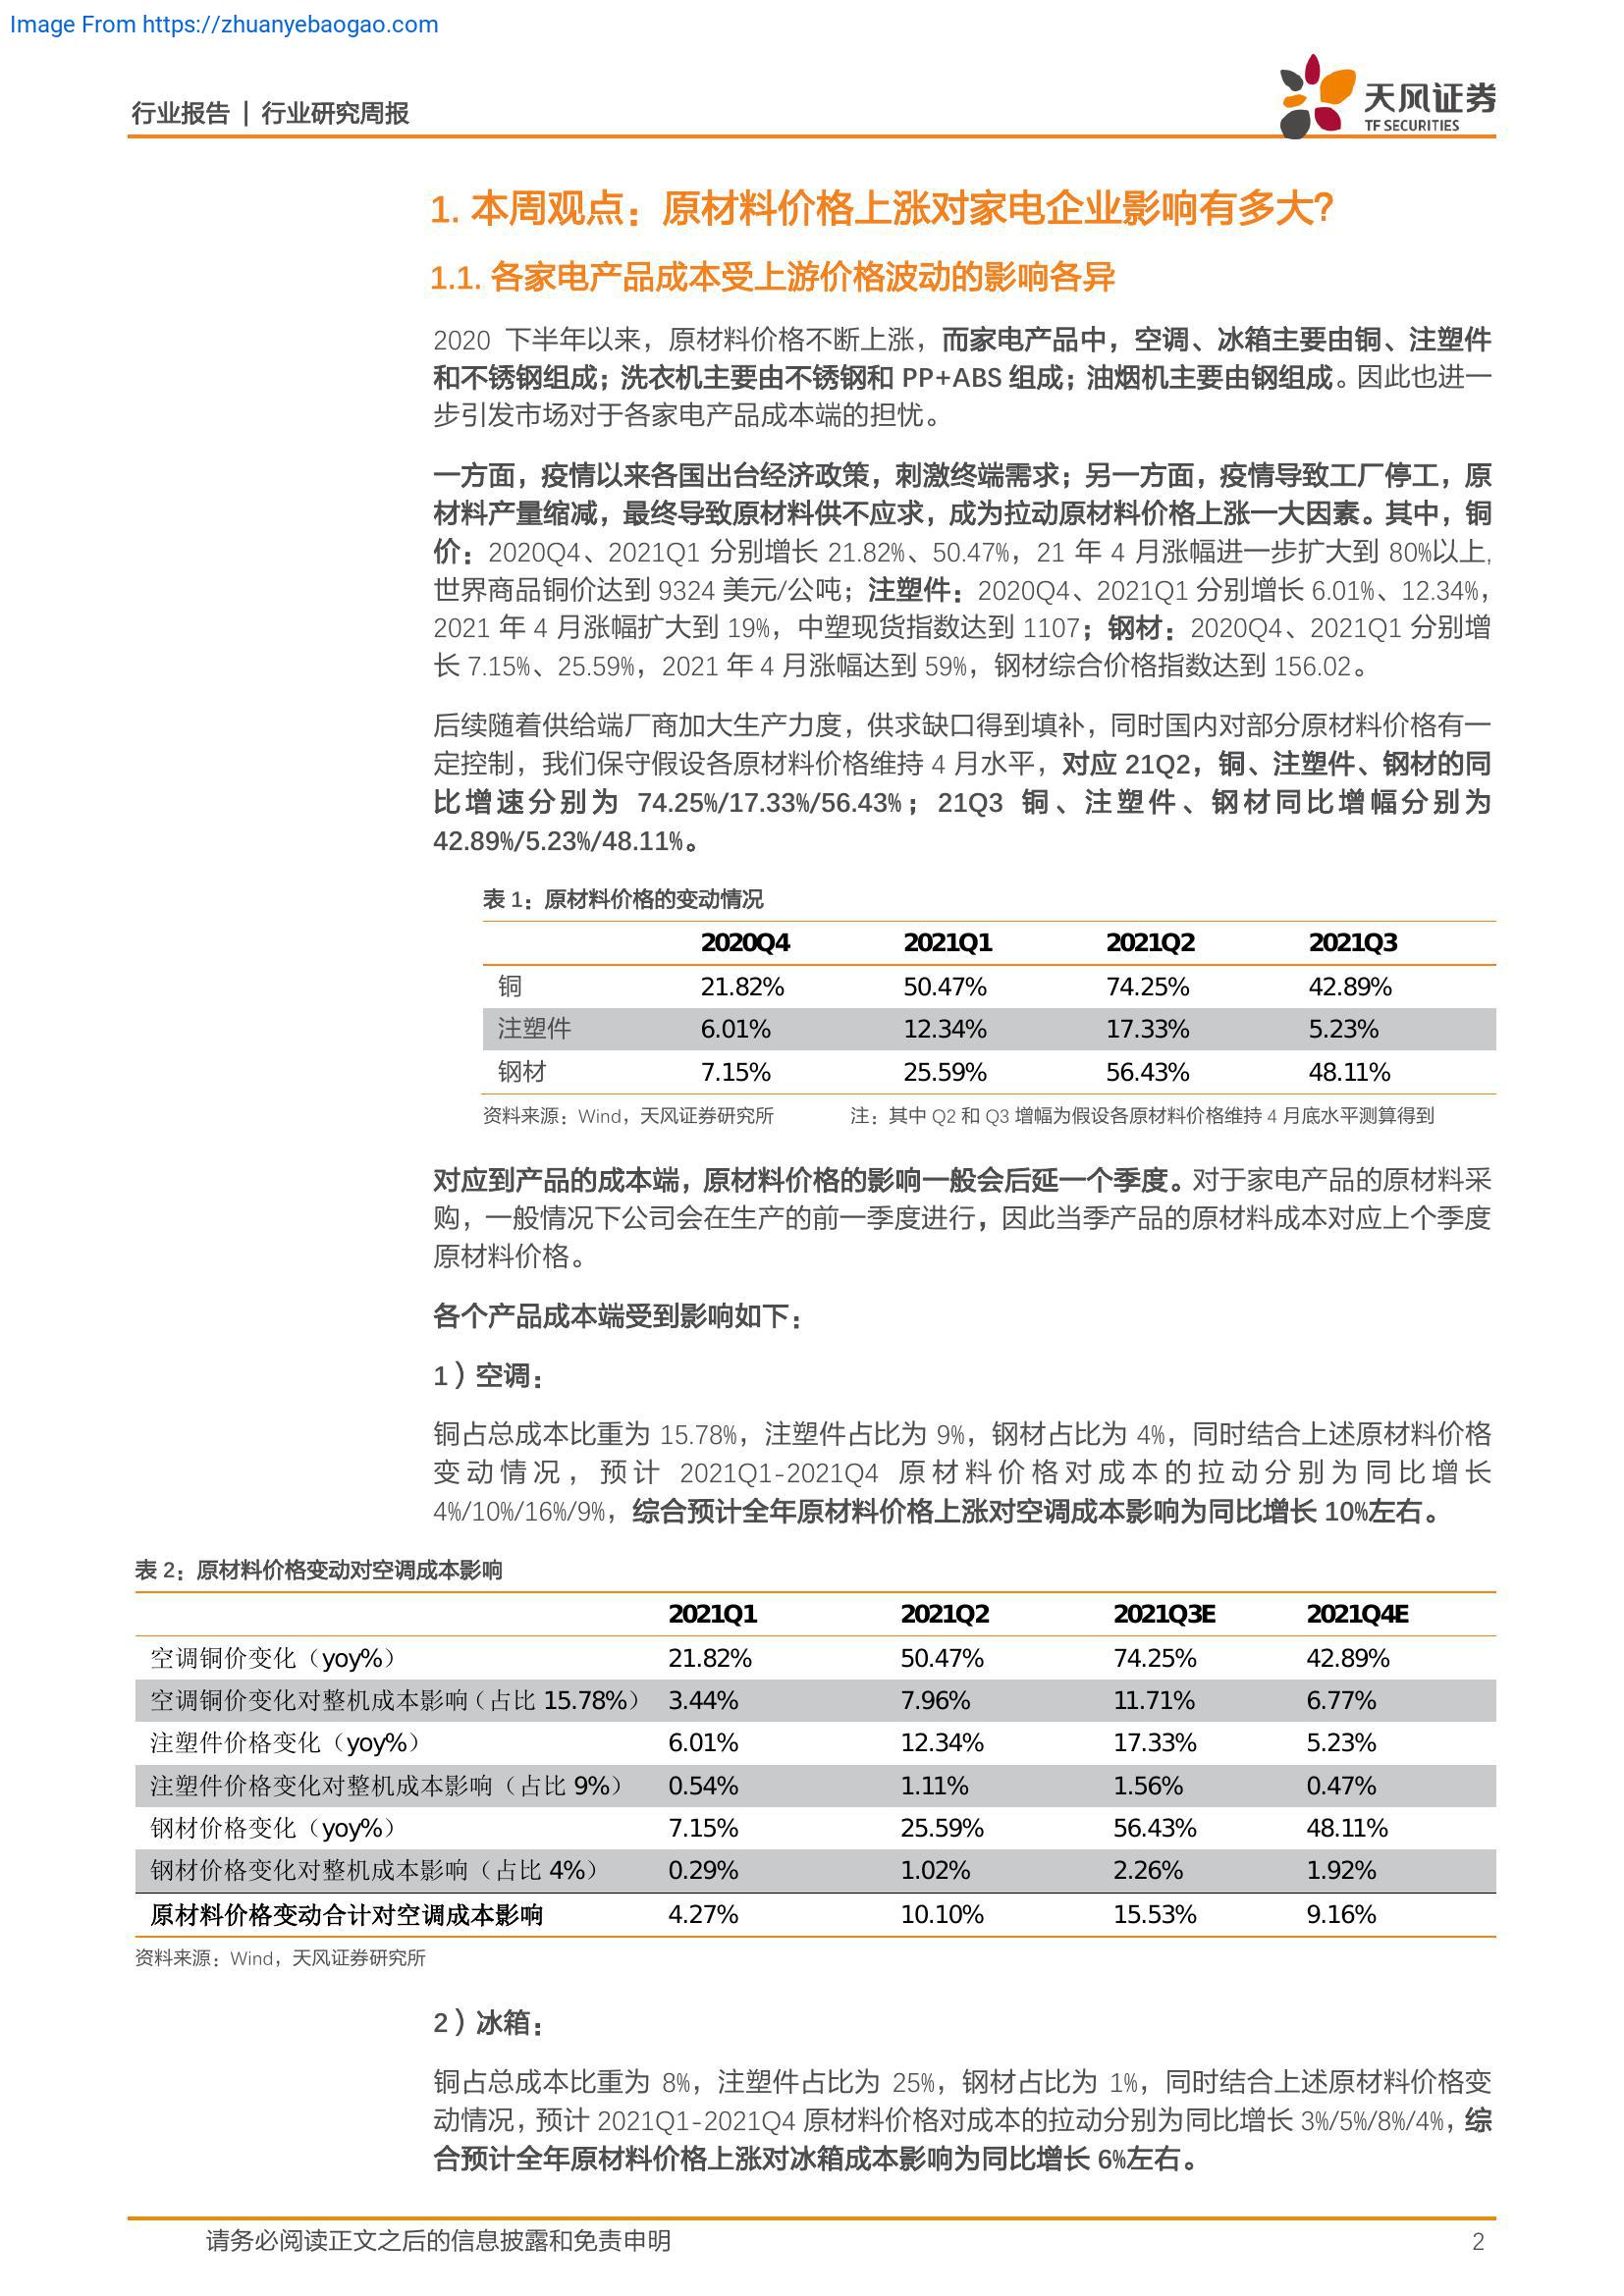 Image From https://zhuanyebaogao.com
行业报告 | 行业研究周报
天风证券
TF SECURITIES
1. 本周观点：原材料价格上涨对家电企业影响有多大？
1.1. 各家电产品成本受上游价格波动的影响各异
2020 下半年以来，原材料价格不断上涨，而家电产品中，空调、冰箱主要由铜、注塑件
和不锈钢组成；洗衣机主要由不锈钢和 PP+ABS 组成；油烟机主要由钢组成。因此也进一
步引发市场对于各家电产品成本端的担忧。
一方面，疫情以来各国出台经济政策，刺激终端需求；另一方面，疫情导致工厂停工，原
材料产量缩减，最终导致原材料供不应求，成为拉动原材料价格上涨一大因素。其中，铜
价：2020Q4、2021Q1 分别增长 21.82%、50.47%，21 年 4 月涨幅进一步扩大到 80%以上,
世界商品铜价达到 9324 美元/公吨；注塑件：2020Q4、2021Q1 分别增长 6.01%、12.34%，
2021 年 4 月涨幅扩大到 19%，中塑现货指数达到 1107；钢材：2020Q4、2021Q1 分别增
长 7.15%、25.59%，2021 年 4 月涨幅达到 59%，钢材综合价格指数达到 156.02。
后续随着供给端厂商加大生产力度，供求缺口得到填补，同时国内对部分原材料价格有一
定控制，我们保守假设各原材料价格维持 4 月水平，对应 21Q2，铜、注塑件、钢材的同
比增速分别为 74.25%/17.33%/56.43%；21Q3 铜、注塑件、钢材同比增幅分别为
42.89%/5.23%/48.11%。
表 1：原材料价格的变动情况
2020Q4 2021Q1 2021Q2 2021Q3
铜 21.82% 50.47% 74.25% 42.89%
注塑件 6.01% 12.34% 17.33% 5.23%
钢材 7.15% 25.59% 56.43% 48.11%
资料来源：Wind，天风证券研究所 注：其中 Q2 和 Q3 增幅为假设各原材料价格维持 4 月底水平测算得到
对应到产品的成本端，原材料价格的影响一般会后延一个季度。对于家电产品的原材料采
购，一般情况下公司会在生产的前一季度进行，因此当季产品的原材料成本对应上个季度
原材料价格。
各个产品成本端受到影响如下：
1）空调：
铜占总成本比重为 15.78%，注塑件占比为 9%，钢材占比为 4%，同时结合上述原材料价格
变动情况，预计 2021Q1-2021Q4 原材料价格对成本的拉动分别为同比增长
4%/10%/16%/9%，综合预计全年原材料价格上涨对空调成本影响为同比增长 10%左右。
表 2：原材料价格变动对空调成本影响
2021Q1 2021Q2 2021Q3E 2021Q4E
空调铜价变化（yoy%） 21.82% 50.47% 74.25% 42.89%
空调铜价变化对整机成本影响（占比 15.78%） 3.44% 7.96% 11.71% 6.77%
注塑件价格变化（yoy%） 6.01% 12.34% 17.33% 5.23%
注塑件价格变化对整机成本影响（占比 9%） 0.54% 1.11% 1.56% 0.47%
钢材价格变化（yoy%） 7.15% 25.59% 56.43% 48.11%
钢材价格变化对整机成本影响（占比 4%） 0.29% 1.02% 2.26% 1.92%
原材料价格变动合计对空调成本影响 4.27% 10.10% 15.53% 9.16%
资料来源：Wind，天风证券研究所
2）冰箱：
铜占总成本比重为 8%，注塑件占比为 25%，钢材占比为 1%，同时结合上述原材料价格变
动情况，预计 2021Q1-2021Q4 原材料价格对成本的拉动分别为同比增长 3%/5%/8%/4%，综
合预计全年原材料价格上涨对冰箱成本影响为同比增长 6%左右。
请务必阅读正文之后的信息披露和免责申明 2